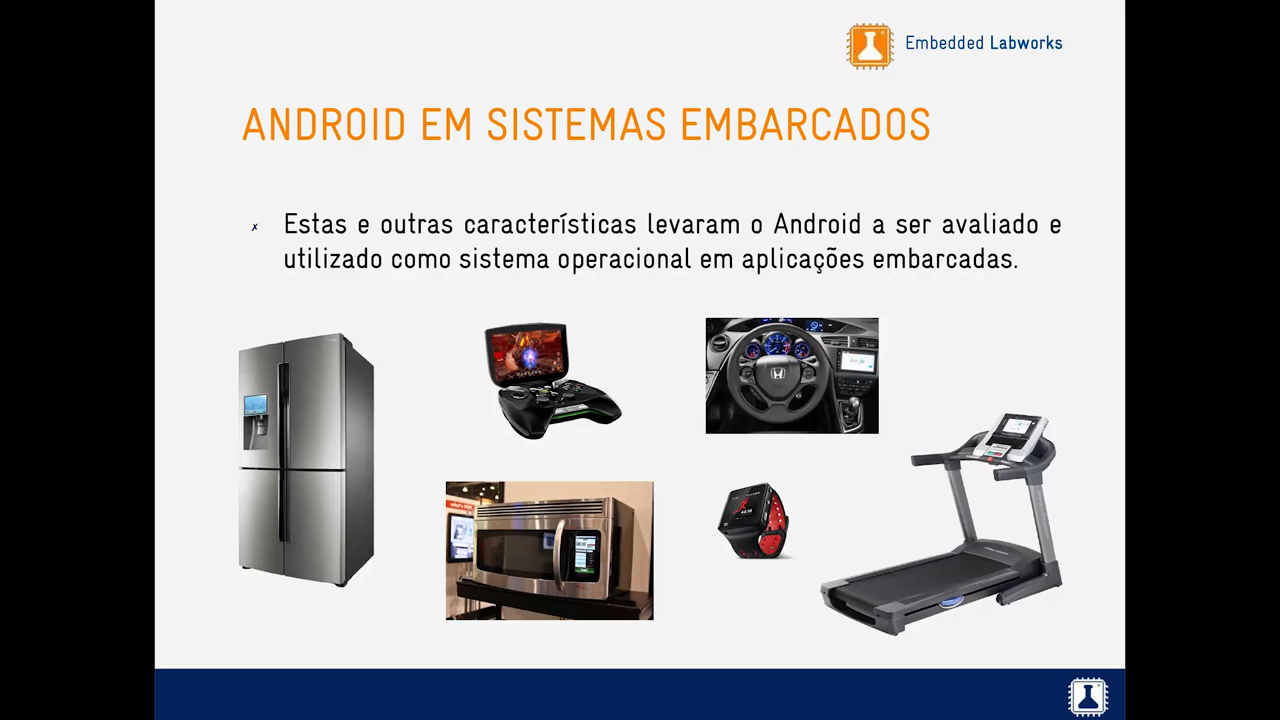 Embedded Labworks
ANDROID EM SISTEMAS EMBARCADOS
✗ Estas e outras características levaram o Android a ser avaliado e
utilizado como sistema operacional em aplicações embarcadas.